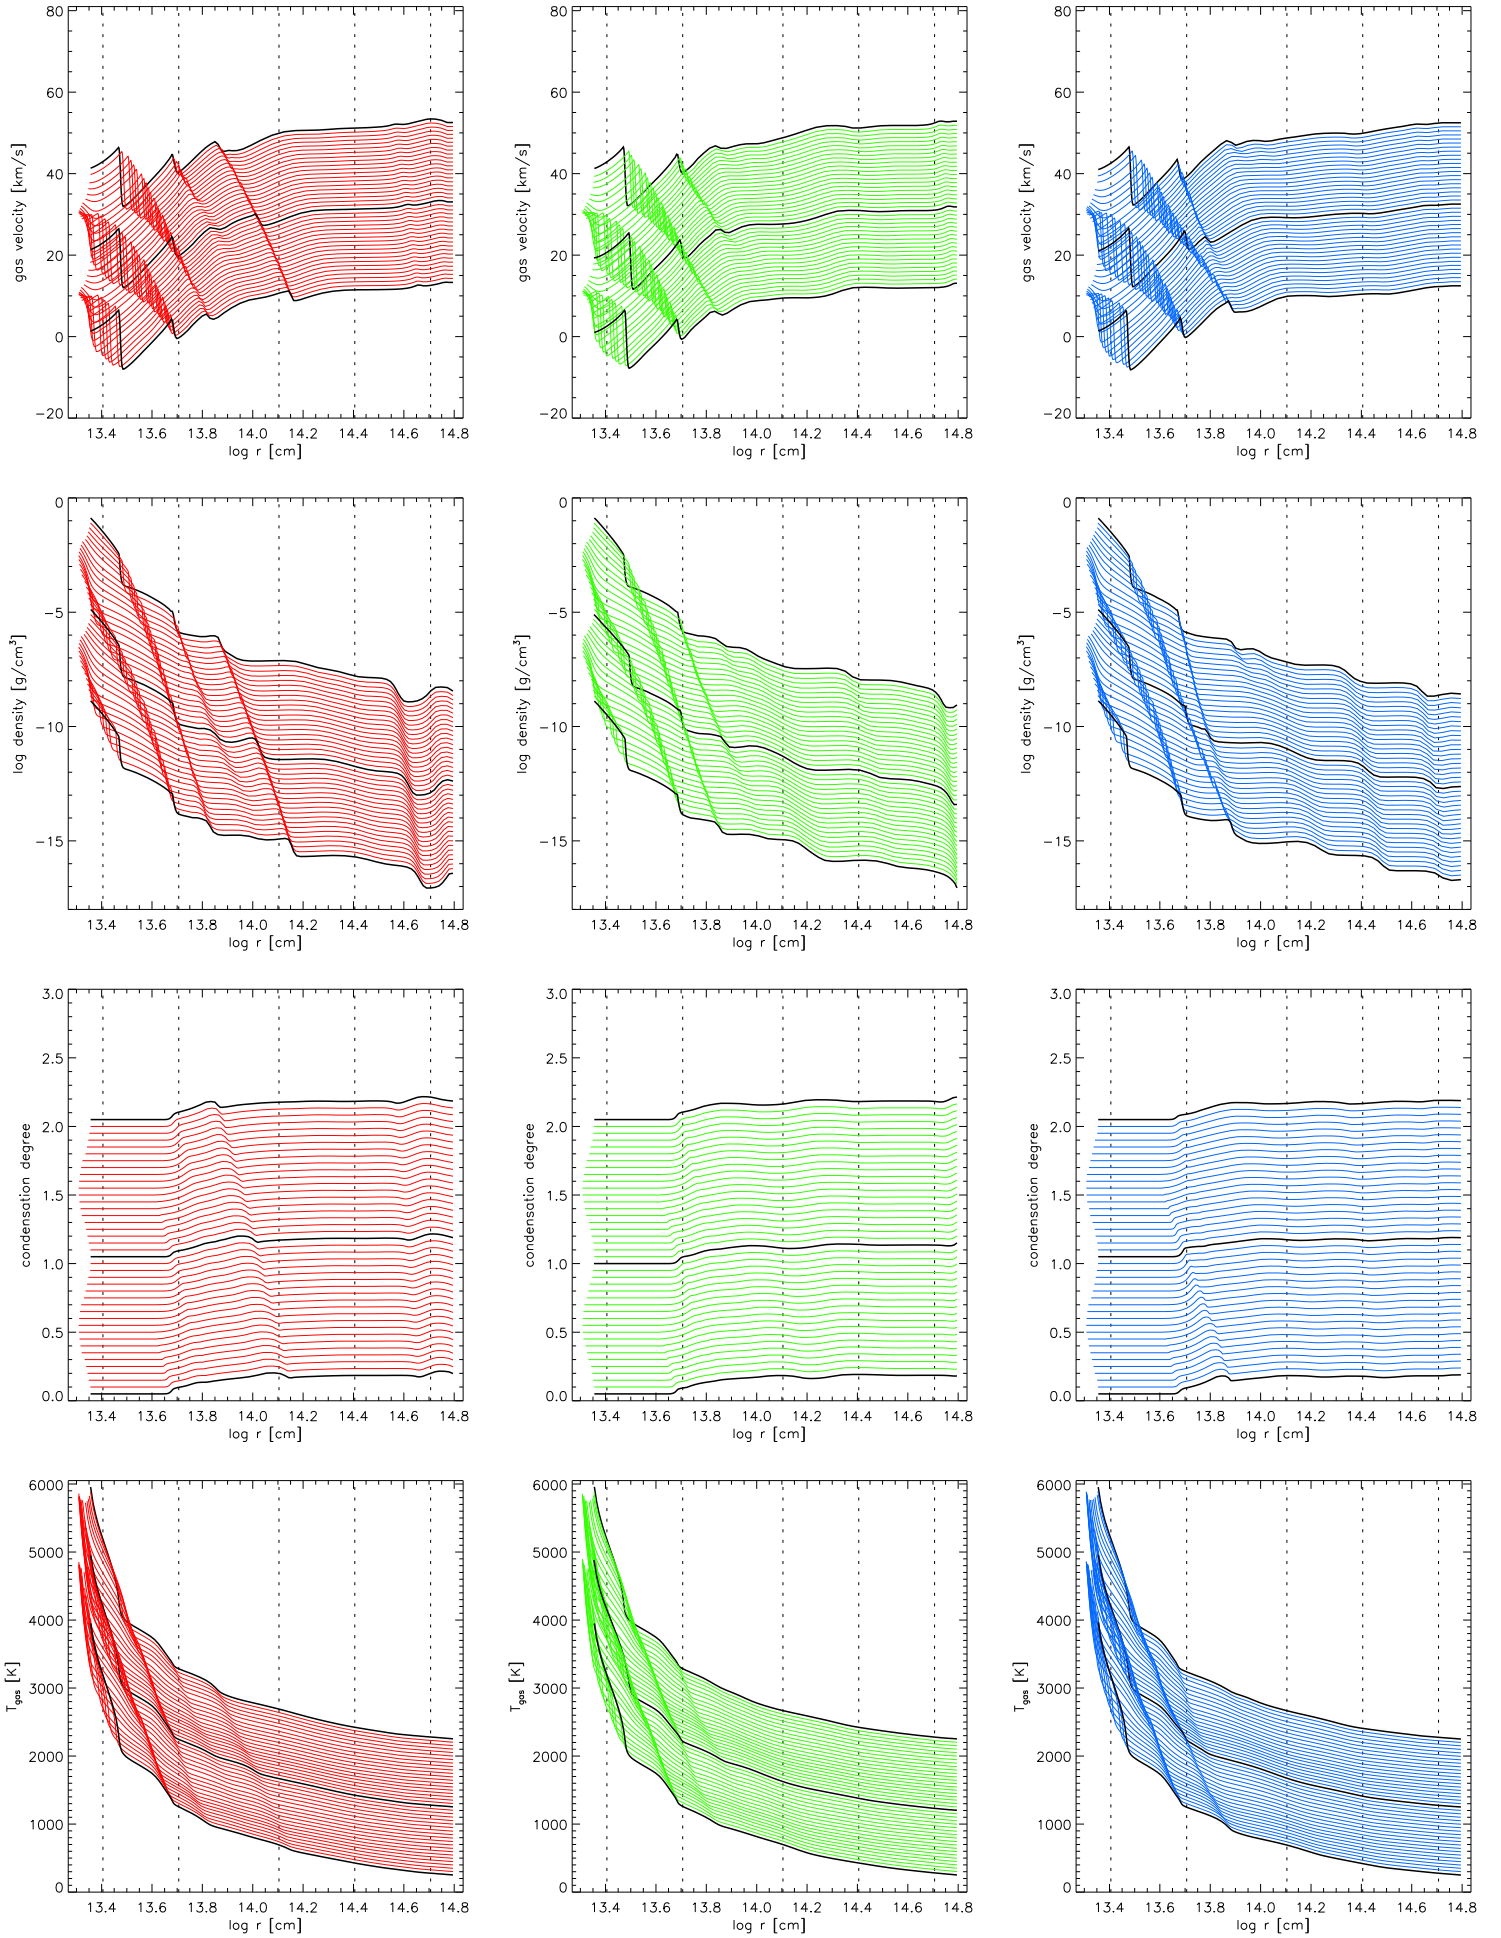 80 80 80
60 60 60
40 40 40
20 20 20
0 0 0
−20 −20 −20
gas velocity [km/s] gas velocity [km/s] gas velocity [km/s]
13.4 13.6 13.8 14.0 14.2 14.4 14.6 14.8 13.4 13.6 13.8 14.0 14.2 14.4 14.6 14.8 13.4 13.6 13.8 14.0 14.2 14.4 14.6 14.8
log r [cm] log r [cm] log r [cm]
0 0 0
−5 −5 −5
−10 −10 −10
−15 −15 −15
log density [g/cm³] log density [g/cm³] log density [g/cm³]
13.4 13.6 13.8 14.0 14.2 14.4 14.6 14.8 13.4 13.6 13.8 14.0 14.2 14.4 14.6 14.8 13.4 13.6 13.8 14.0 14.2 14.4 14.6 14.8
log r [cm] log r [cm] log r [cm]
3.0 3.0 3.0
2.5 2.5 2.5
2.0 2.0 2.0
1.5 1.5 1.5
1.0 1.0 1.0
0.5 0.5 0.5
0.0 0.0 0.0
condensation degree condensation degree condensation degree
13.4 13.6 13.8 14.0 14.2 14.4 14.6 14.8 13.4 13.6 13.8 14.0 14.2 14.4 14.6 14.8 13.4 13.6 13.8 14.0 14.2 14.4 14.6 14.8
log r [cm] log r [cm] log r [cm]
6000 6000 6000
5000 5000 5000
4000 4000 4000
3000 3000 3000
2000 2000 2000
1000 1000 1000
0 0 0
Tgas [K] Tgas [K] Tgas [K]
13.4 13.6 13.8 14.0 14.2 14.4 14.6 14.8 13.4 13.6 13.8 14.0 14.2 14.4 14.6 14.8 13.4 13.6 13.8 14.0 14.2 14.4 14.6 14.8
log r [cm] log r [cm] log r [cm]